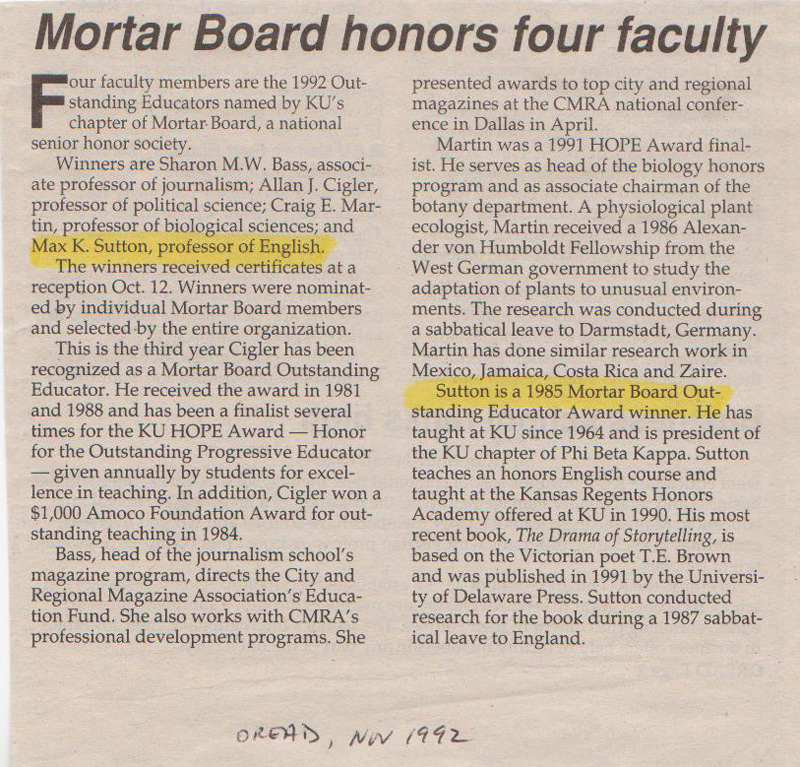 Mortar Board honors four faculty
Four faculty members are the 1992 Out-
standing Educators named by KU's
chapter of Mortar Board, a national
senior honor society.
Winners are Sharon M.W. Bass, associ-
ate professor of journalism; Allan J. Cigler,
professor of political science; Craig E. Mar-
tin, professor of biological sciences; and
Max K. Sutton, professor of English.
The winners received certificates at a
reception Oct. 12. Winners were nominat-
ed by individual Mortar Board members
and selected by the entire organization.
This is the third year Cigler has been
recognized as a Mortar Board Outstanding
Educator. He received the award in 1981
and 1988 and has been a finalist several
times for the KU HOPE Award — Honor
for the Outstanding Progressive Educator
— given annually by students for excel-
lence in teaching. In addition, Cigler won a
$1,000 Amoco Foundation Award for out-
standing teaching in 1984.
Bass, head of the journalism school's
magazine program, directs the City and
Regional Magazine Association's Educa-
tion Fund. She also works with CMRA's
professional development programs. She
presented awards to top city and regional
magazines at the CMRA national confer-
ence in Dallas in April.
Martin was a 1991 HOPE Award final-
ist. He serves as head of the biology honors
program and as associate chairman of the
botany department. A physiological plant
ecologist, Martin received a 1986 Alexan-
der von Humboldt Fellowship from the
West German government to study the
adaptation of plants to unusual environ-
ments. The research was conducted during
a sabbatical leave to Darmstadt, Germany.
Martin has done similar research work in
Mexico, Jamaica, Costa Rica and Zaire.
Sutton is a 1985 Mortar Board Out-
standing Educator Award winner. He has
taught at KU since 1964 and is president of
the KU chapter of Phi Beta Kappa. Sutton
teaches an honors English course and
taught at the Kansas Regents Honors
Academy offered at KU in 1990. His most
recent book, The Drama of Storytelling, is
based on the Victorian poet T.E. Brown
and was published in 1991 by the Universi-
ty of Delaware Press. Sutton conducted
research for the book during a 1987 sabbat-
ical leave to England.
OREAD, NOV 1992